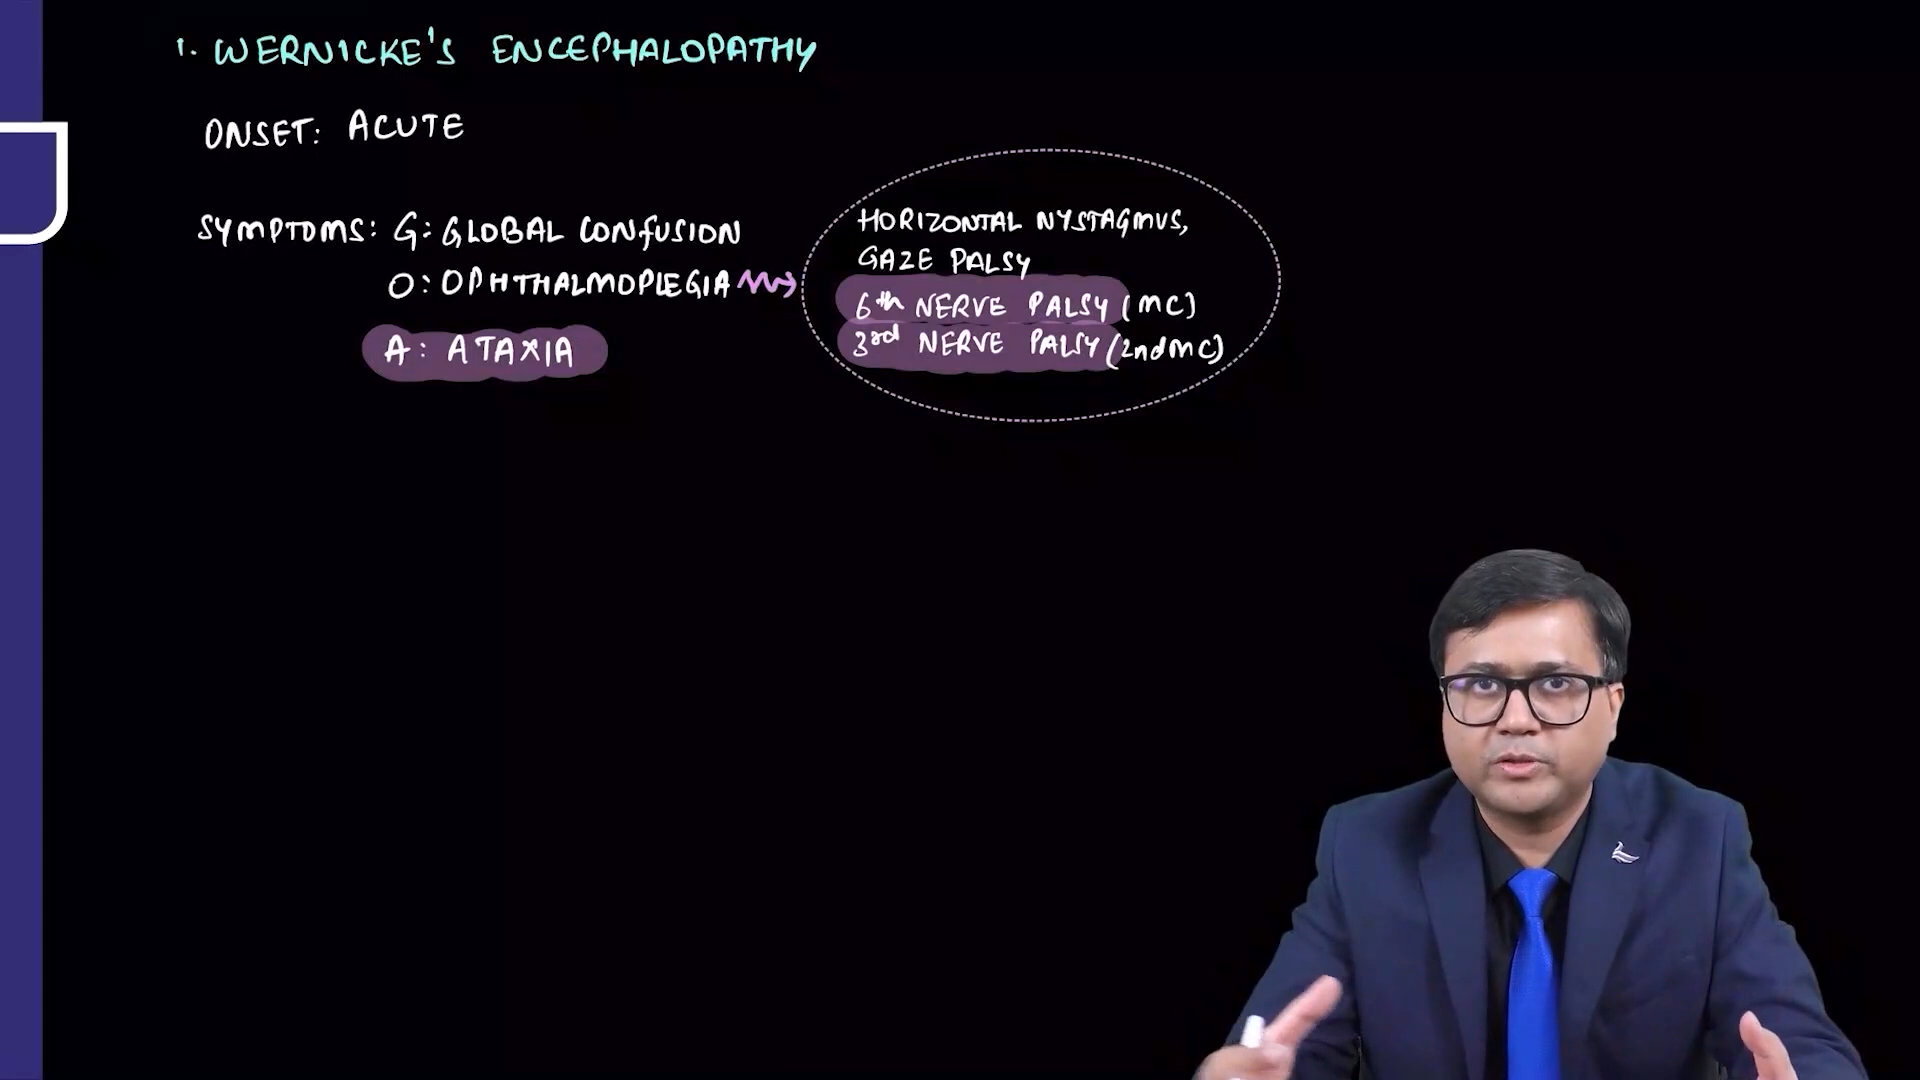 1. WERNICKE'S ENCEPHALOPATHY
ONSET: ACUTE
SYMPTOMS: G: GLOBAL CONFUSION
O: OPHTHALMOPLEGIA
A: ATAXIA
HORIZONTAL NYSTAGMUS,
GAZE PALSY
6th NERVE PALSY (MC)
3rd NERVE PALSY (2nd MC)